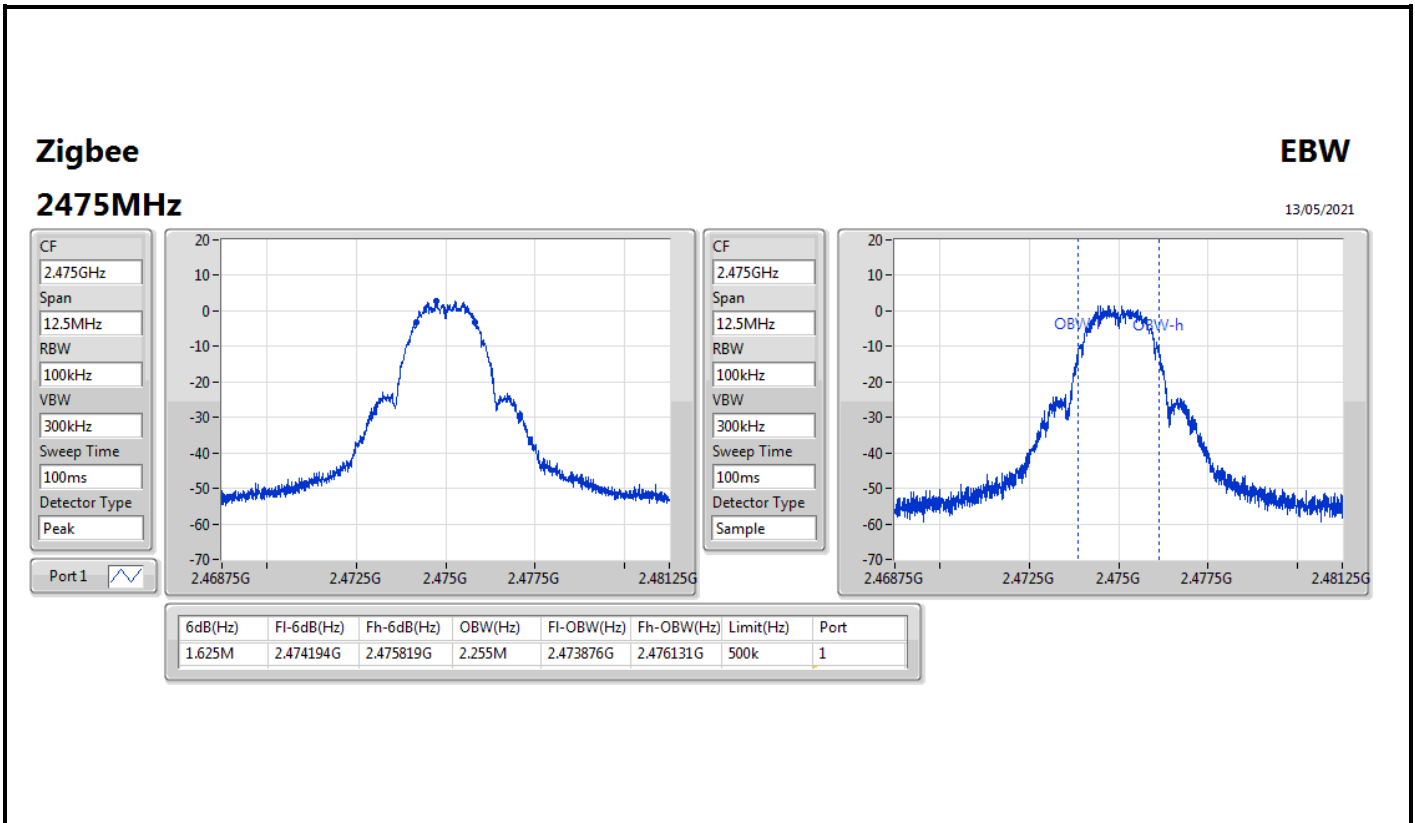 Zigbee
EBW
2475MHz
13/05/2021
CF
2.475GHz
Span
12.5MHz
RBW
100kHz
VBW
300kHz
Sweep Time
100ms
Detector Type
Peak
Port 1
20
10
0
-10
-20
-30
-40
-50
-60
-70
2.46875G 2.4725G 2.475G 2.4775G 2.48125G
CF
2.475GHz
Span
12.5MHz
RBW
100kHz
VBW
300kHz
Sweep Time
100ms
Detector Type
Sample
20
10
0
-10
-20
-30
-40
-50
-60
-70
OBW-h
2.46875G 2.4725G 2.475G 2.4775G 2.48125G
6dB(Hz) Fl-6dB(Hz) Fh-6dB(Hz) OBW(Hz) Fl-OBW(Hz) Fh-OBW(Hz) Limit(Hz) Port
1.625M 2.474194G 2.475819G 2.255M 2.473876G 2.476131G 500k 1